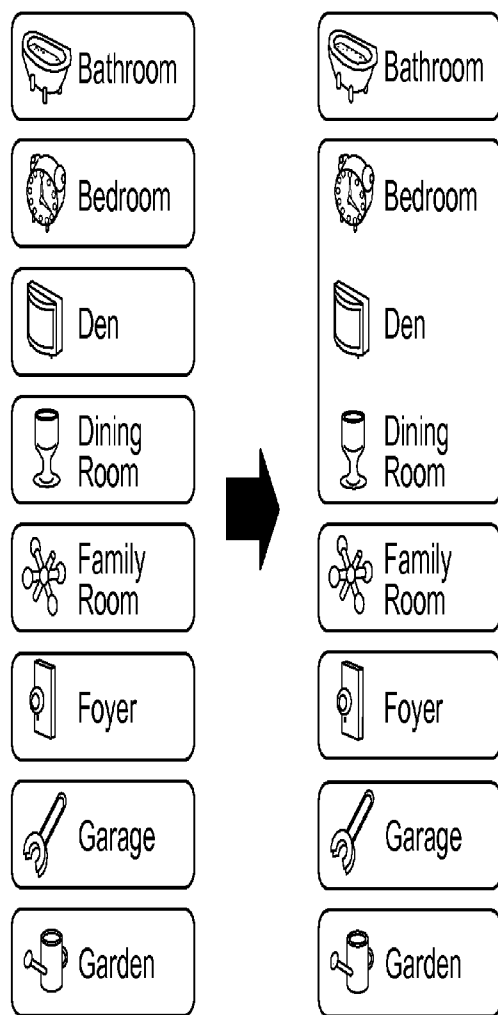 Bathroom
Bedroom
Den
Dining
Room
Family
Room
Foyer
Garage
Garden
Bathroom
Bedroom
Den
Dining
Room
Family
Room
Foyer
Garage
Garden